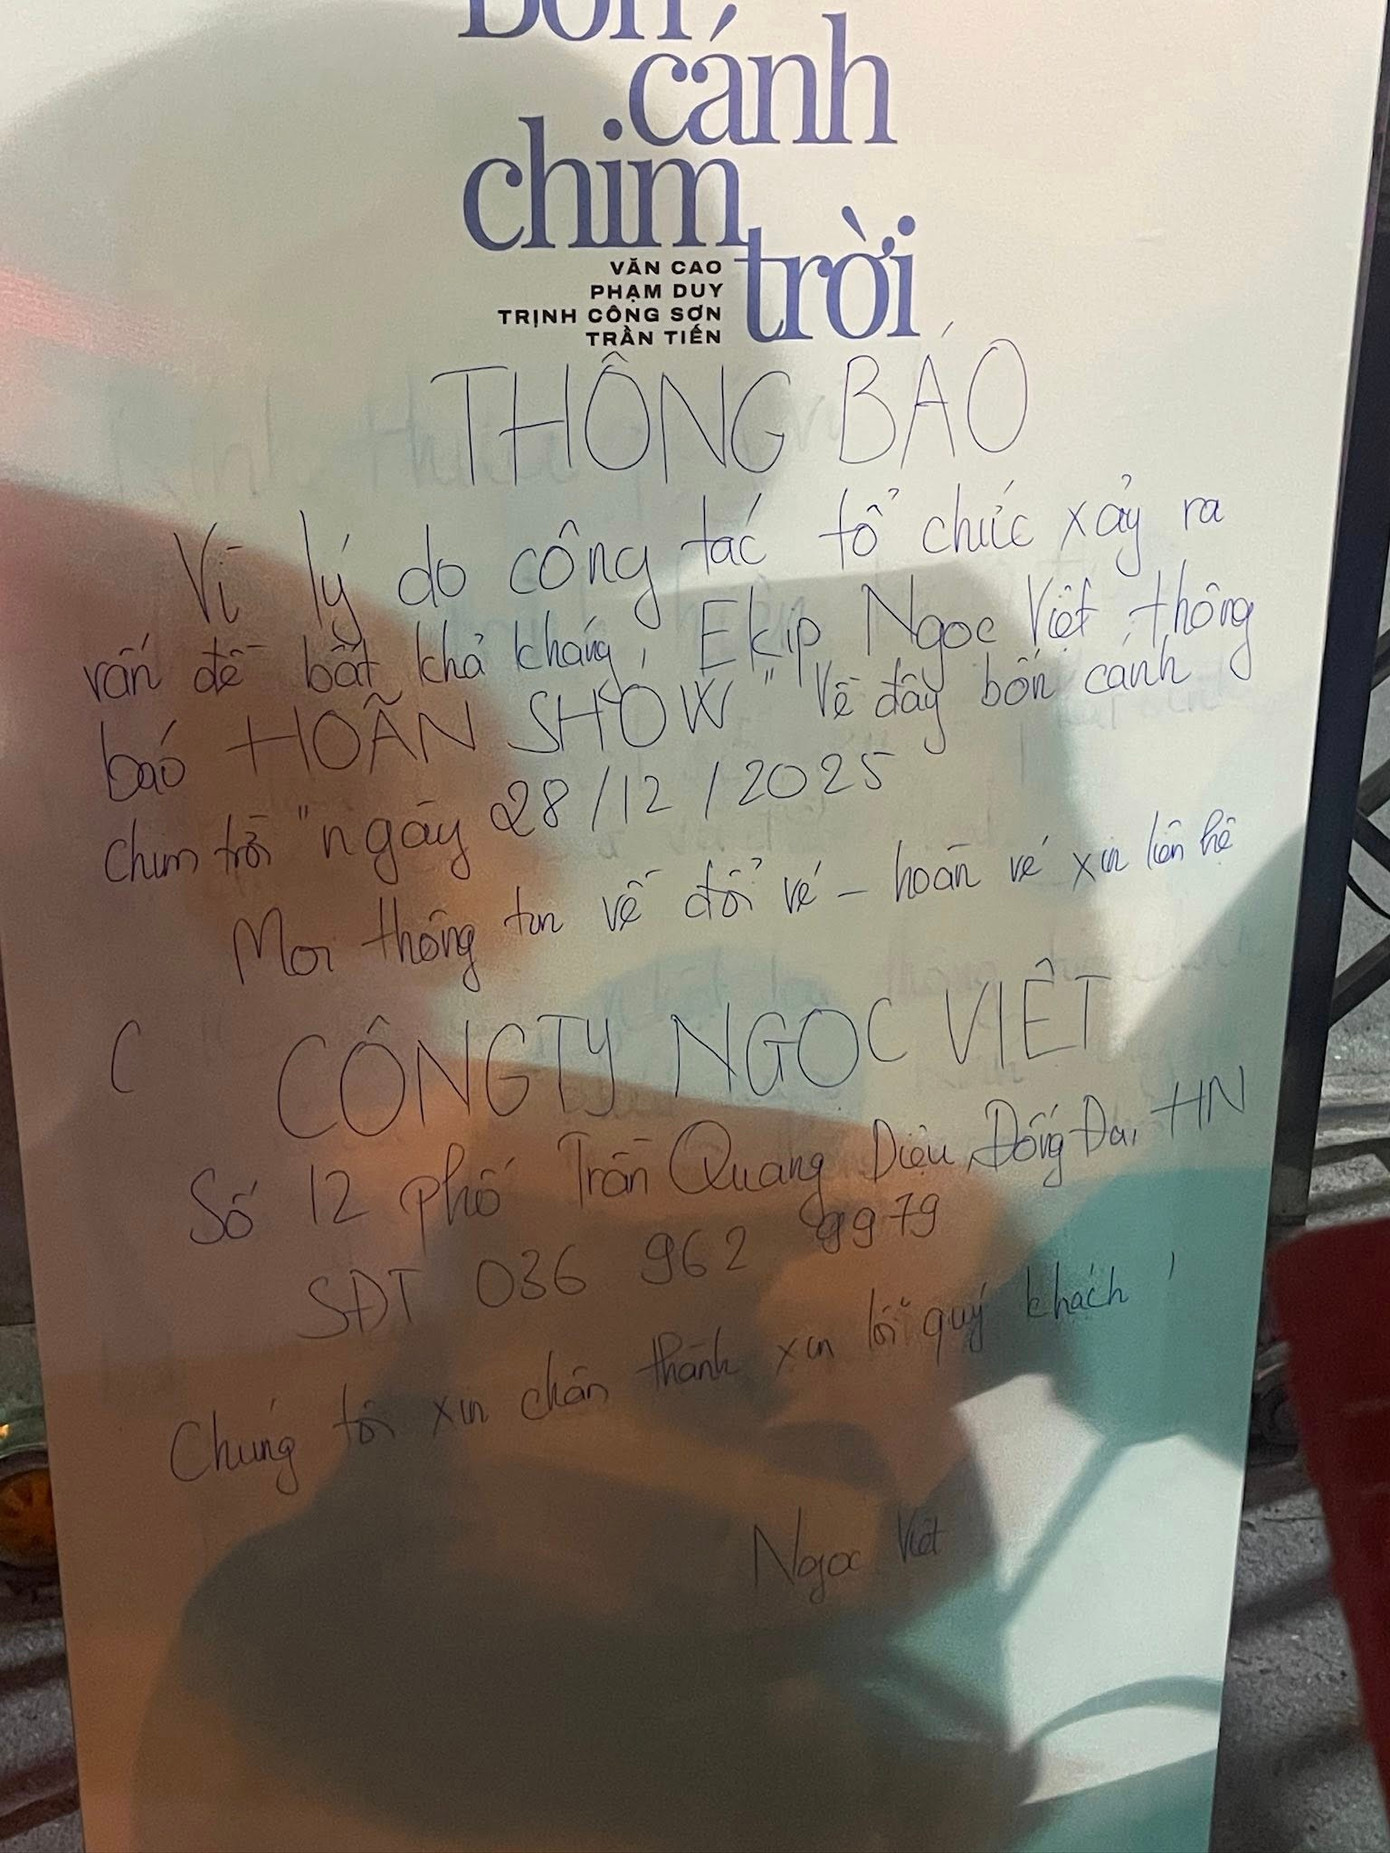 Bốn
cánh
chim
trời
VĂN CAO
PHẠM DUY
TRỊNH CÔNG SƠN
TRẦN TIẾN
THÔNG BÁO
Vì lý do công tác tổ chức xảy ra
vấn đề bất khả kháng, Ekip Ngọc Việt thông
báo HOÃN SHOW "Về đây bốn cánh
chim trời" ngày 28/12/2025
Mọi thông tin về đổi vé - hoàn vé xin liên hệ
C CÔNG TY NGỌC VIỆT
Số 12 phố Trần Quang Diệu, Đống Đa, HN
SĐT 036 962 9979
Chúng tôi xin chân thành xin lỗi quý khách!
Ngọc Việt